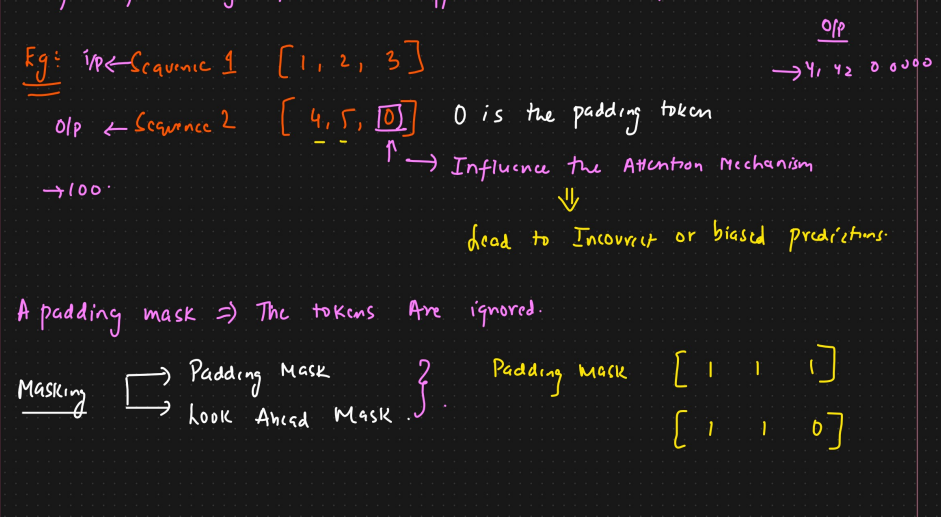 O/P
Eg: i/p ← Sequence 1 [1, 2, 3]
→ y1 y2 0 0 0 0 0
O/p ← Sequence 2 [4, 5, 0] 0 is the padding token
↑ → Influence the Attention Mechanism
→ 100.
⇓
Lead to Incorrect or biased predictions.
A padding mask ⇒ The tokens Are ignored.
Masking → Padding Mask
→ Look Ahead Mask
Padding mask [1 1 1]
[1 1 0]